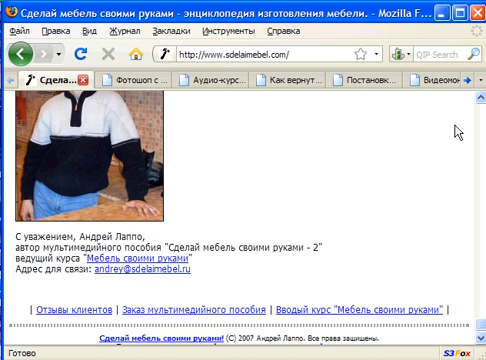 Сделай мебель своими руками - энциклопедия изготовления мебели. - Mozilla F...
Файл Правка Вид Журнал Закладки Инструменты Справка
http://www.sdelaimebel.com/ QIP Search
Сдела... Фотошоп с ... Аудио-курс... Как вернут... Постановк... Видеомон
С уважением, Андрей Лаппо,
автор мультимедийного пособия "Сделай мебель своими руками - 2"
ведущий курса "Мебель своими руками"
Адрес для связи: andrey@sdelaimebel.ru
| Отзывы клиентов | Заказ мультимедийного пособия | Вводый курс "Мебель своими руками" |
Сделай мебель своими руками! (C) 2007 Андрей Лаппо. Все права защищены.
Готово S3Fox